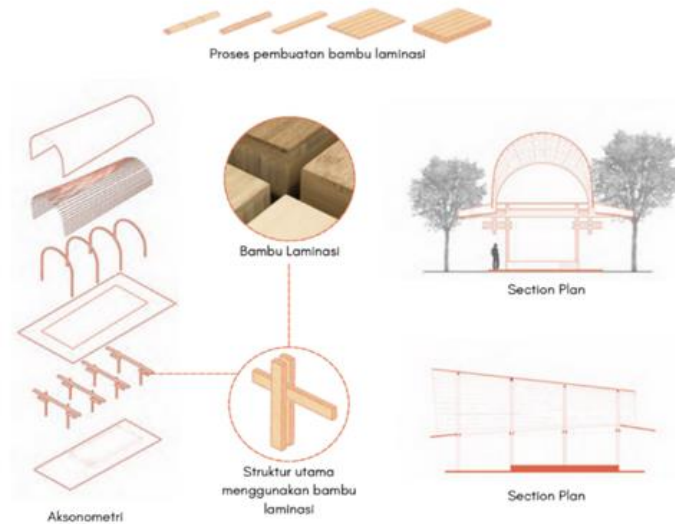 Proses pembuatan bambu laminasi
Bambu Laminasi
Section Plan
Struktur utama
menggunakan bambu
laminasi
Section Plan
Aksonometri